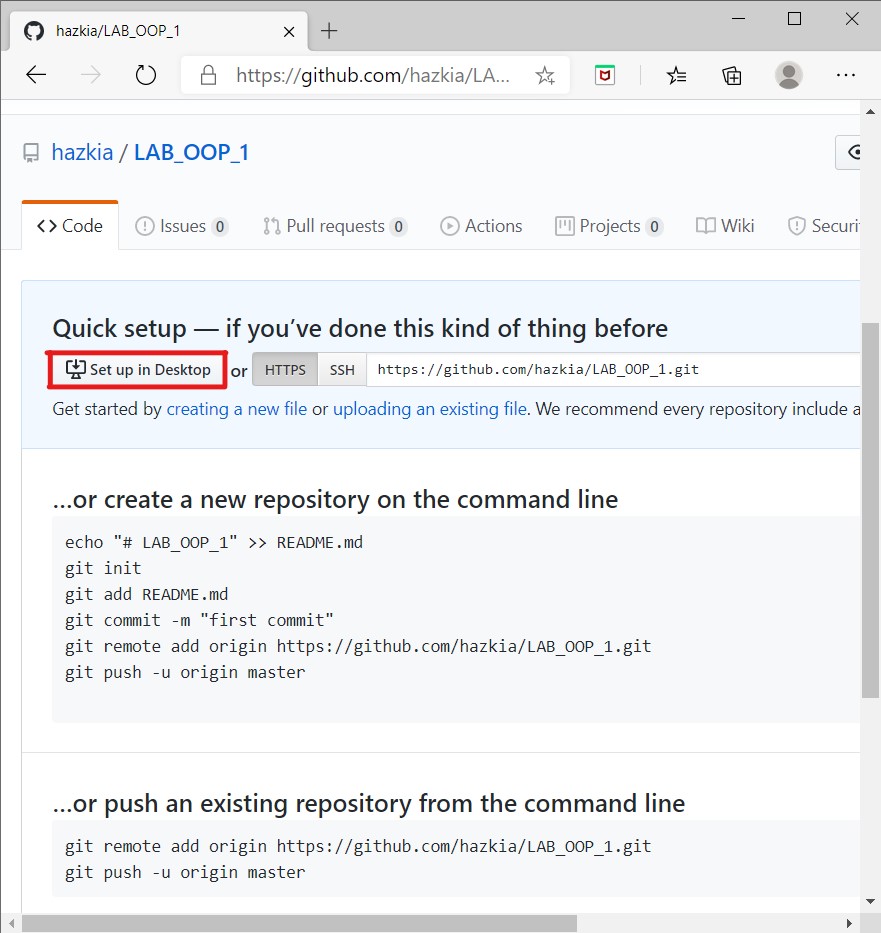 hazkia/LAB_OOP_1
https://github.com/hazkia/LA...
hazkia / LAB_OOP_1
Code Issues 0 Pull requests 0 Actions Projects 0 Wiki Securi
Quick setup — if you’ve done this kind of thing before
Set up in Desktop or HTTPS SSH https://github.com/hazkia/LAB_OOP_1.git
Get started by creating a new file or uploading an existing file. We recommend every repository include a
...or create a new repository on the command line
echo "# LAB_OOP_1" >> README.md
git init
git add README.md
git commit -m "first commit"
git remote add origin https://github.com/hazkia/LAB_OOP_1.git
git push -u origin master
...or push an existing repository from the command line
git remote add origin https://github.com/hazkia/LAB_OOP_1.git
git push -u origin master